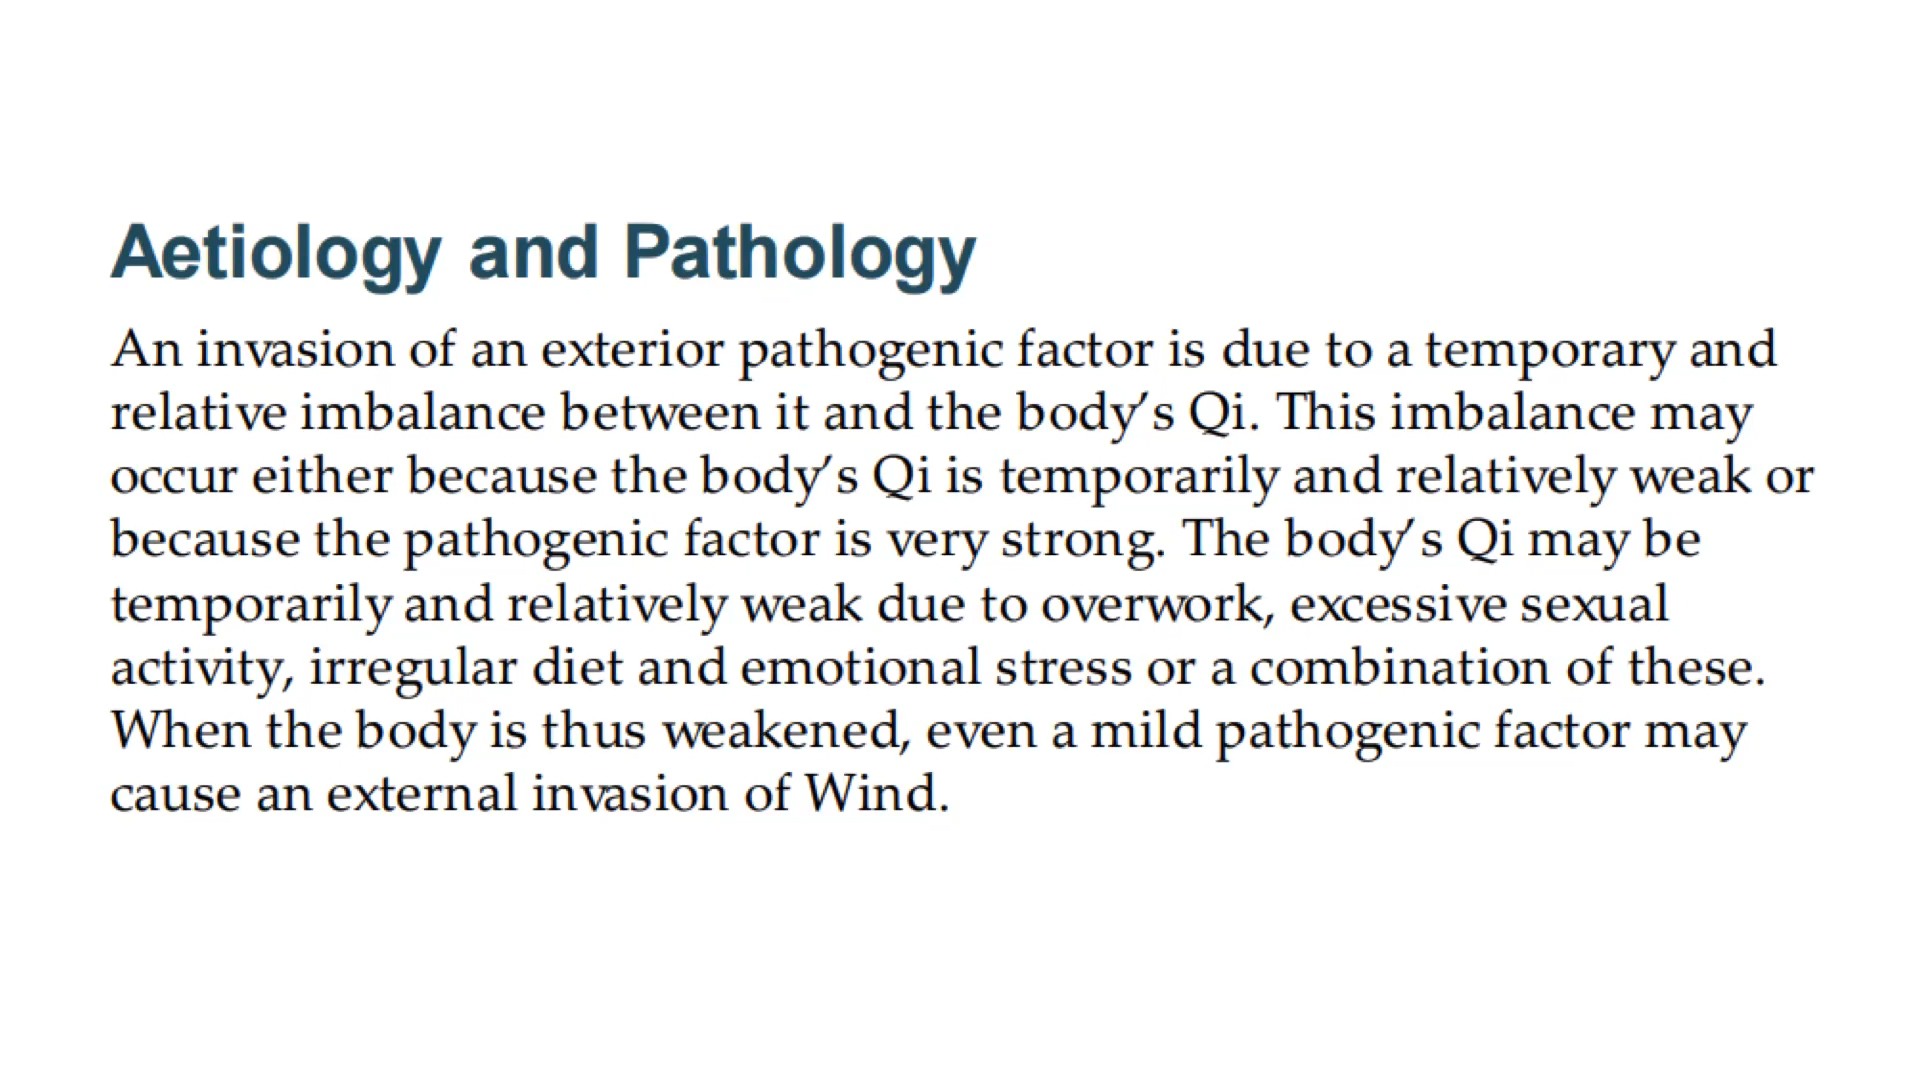 Aetiology and Pathology
An invasion of an exterior pathogenic factor is due to a temporary and
relative imbalance between it and the body’s Qi. This imbalance may
occur either because the body’s Qi is temporarily and relatively weak or
because the pathogenic factor is very strong. The body’s Qi may be
temporarily and relatively weak due to overwork, excessive sexual
activity, irregular diet and emotional stress or a combination of these.
When the body is thus weakened, even a mild pathogenic factor may
cause an external invasion of Wind.